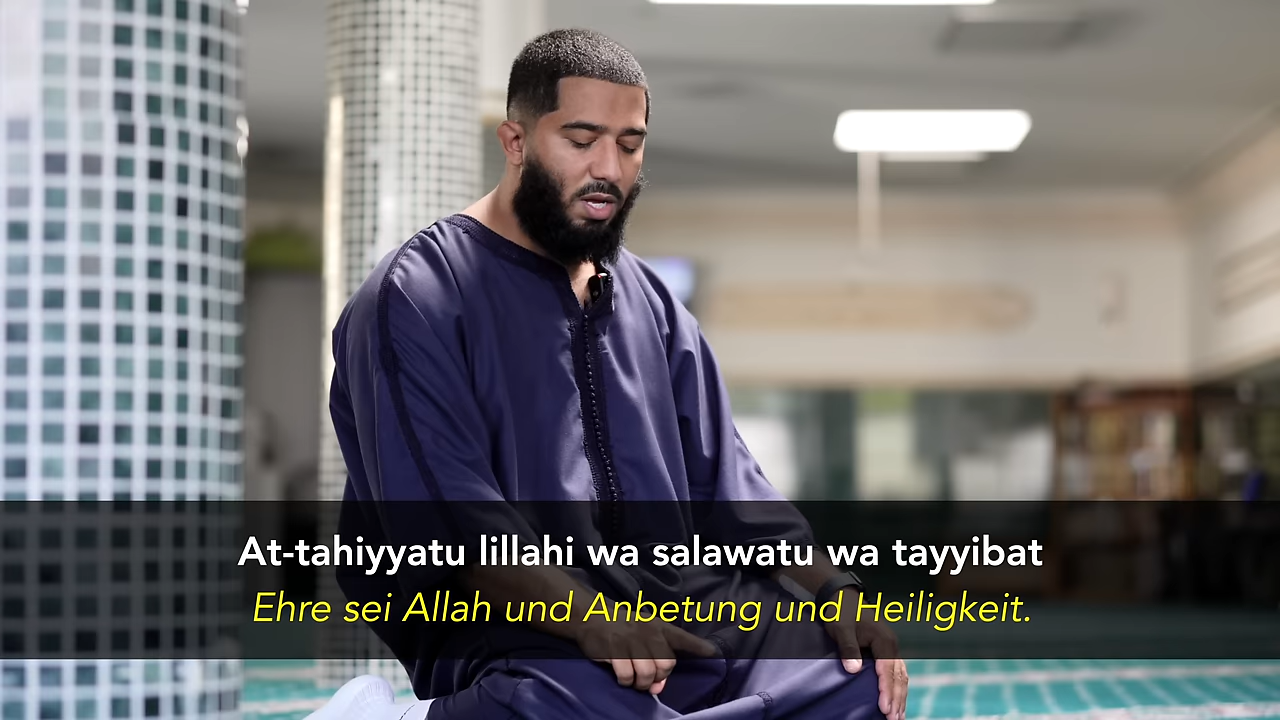 At-tahiyyatu lillahi wa salawatu wa tayyibat
Ehre sei Allah und Anbetung und Heiligkeit.